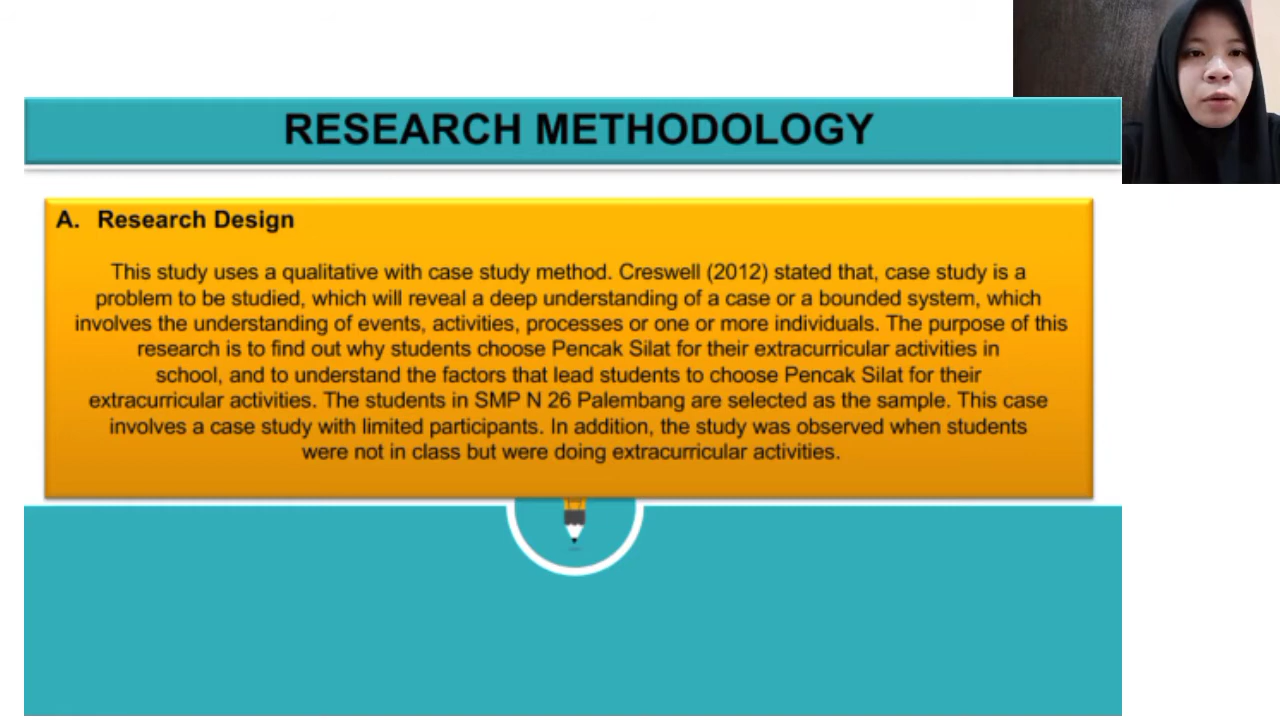 RESEARCH METHODOLOGY
A. Research Design
This study uses a qualitative with case study method. Creswell (2012) stated that, case study is a
problem to be studied, which will reveal a deep understanding of a case or a bounded system, which
involves the understanding of events, activities, processes or one or more individuals. The purpose of this
research is to find out why students choose Pencak Silat for their extracurricular activities in
school, and to understand the factors that lead students to choose Pencak Silat for their
extracurricular activities. The students in SMP N 26 Palembang are selected as the sample. This case
involves a case study with limited participants. In addition, the study was observed when students
were not in class but were doing extracurricular activities.